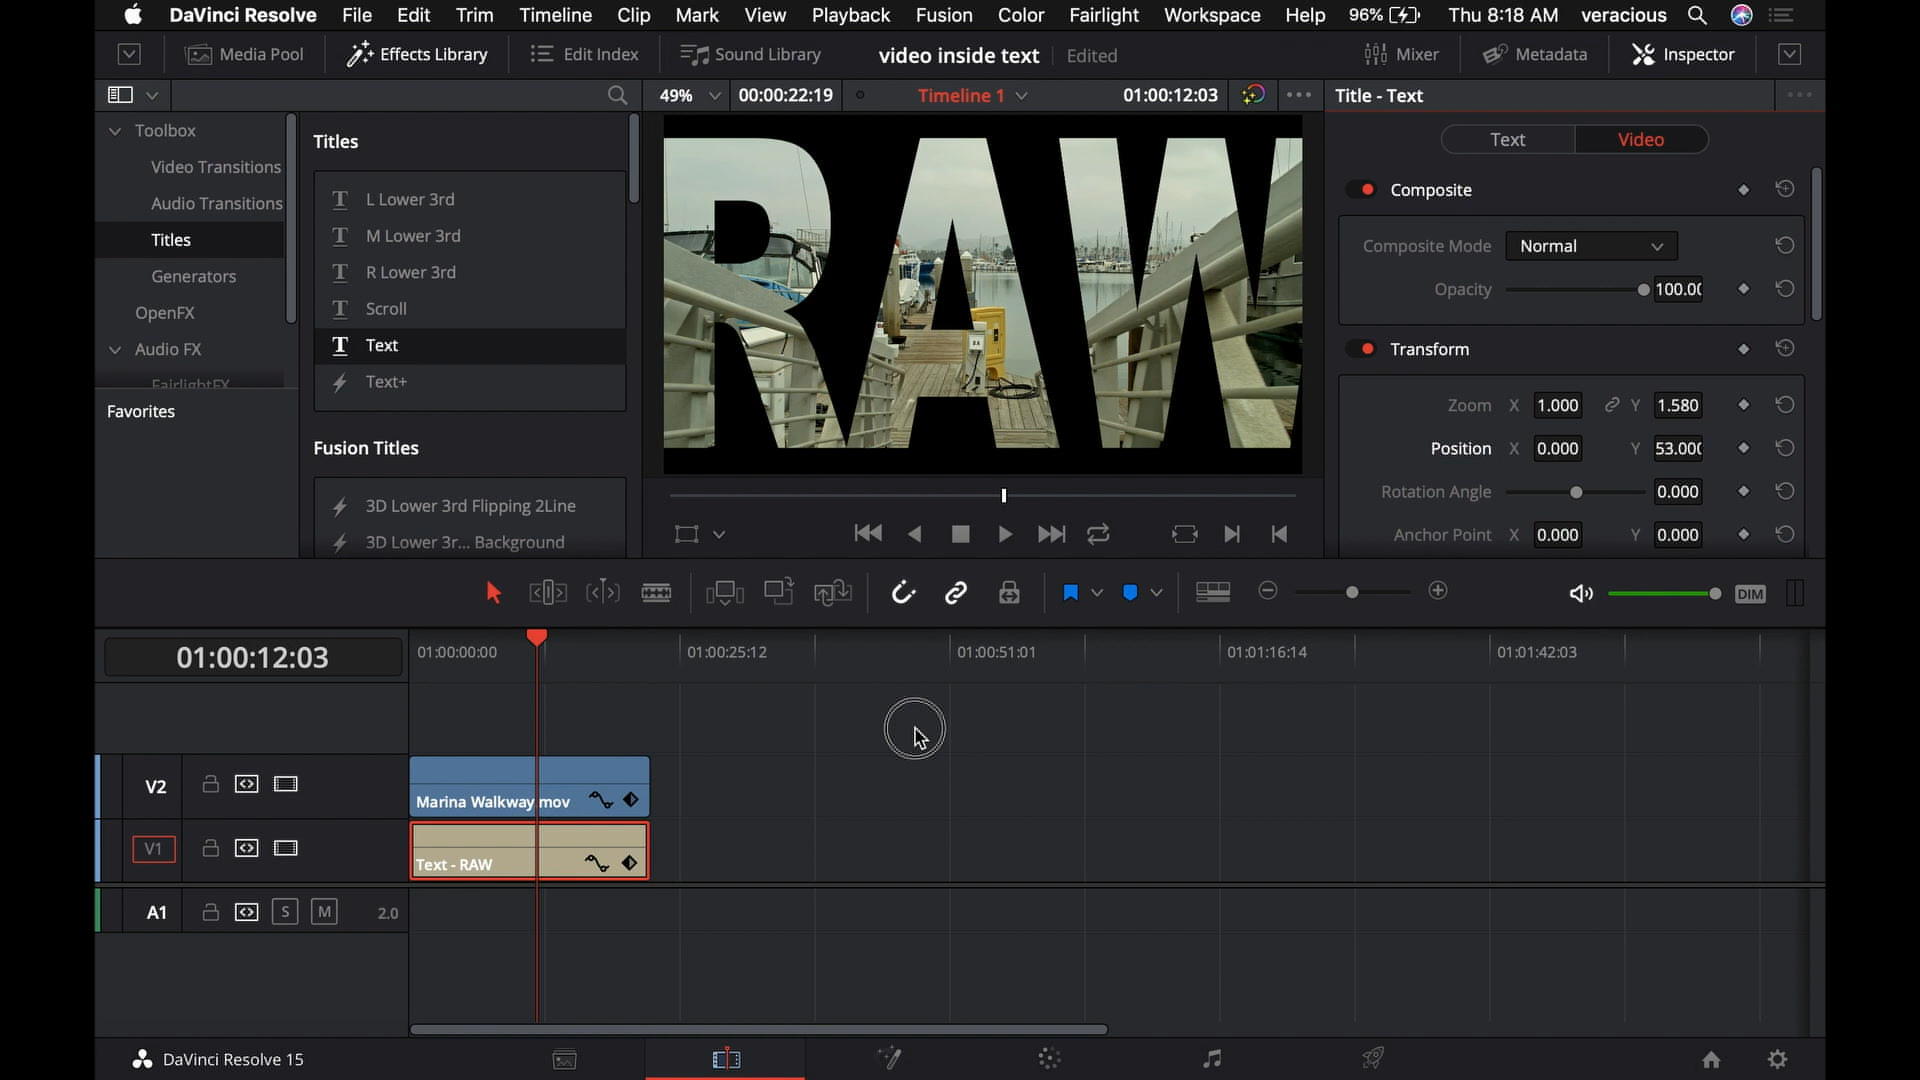 DaVinci Resolve File Edit Trim Timeline Clip Mark View Playback Fusion Color Fairlight Workspace Help 96% Thu 8:18 AM veracious
Media Pool Effects Library Edit Index Sound Library video inside text Edited Mixer Metadata Inspector
49% 00:00:22:19 Timeline 1 01:00:12:03 Title - Text
Toolbox
Video Transitions
Audio Transitions
Titles
Generators
OpenFX
Audio FX
FairlightFX
Favorites
Titles
L Lower 3rd
M Lower 3rd
R Lower 3rd
Scroll
Text
Text+
Fusion Titles
3D Lower 3rd Flipping 2Line
3D Lower 3r... Background
RAW
Text Video
Composite
Composite Mode Normal
Opacity 100.00
Transform
Zoom X 1.000 Y 1.580
Position X 0.000 Y 53.000
Rotation Angle 0.000
Anchor Point X 0.000 Y 0.000
DIM
01:00:12:03 01:00:00:00 01:00:25:12 01:00:51:01 01:01:16:14 01:01:42:03
V2 Marina Walkway.mov
V1 Text - RAW
A1 S M 2.0
DaVinci Resolve 15